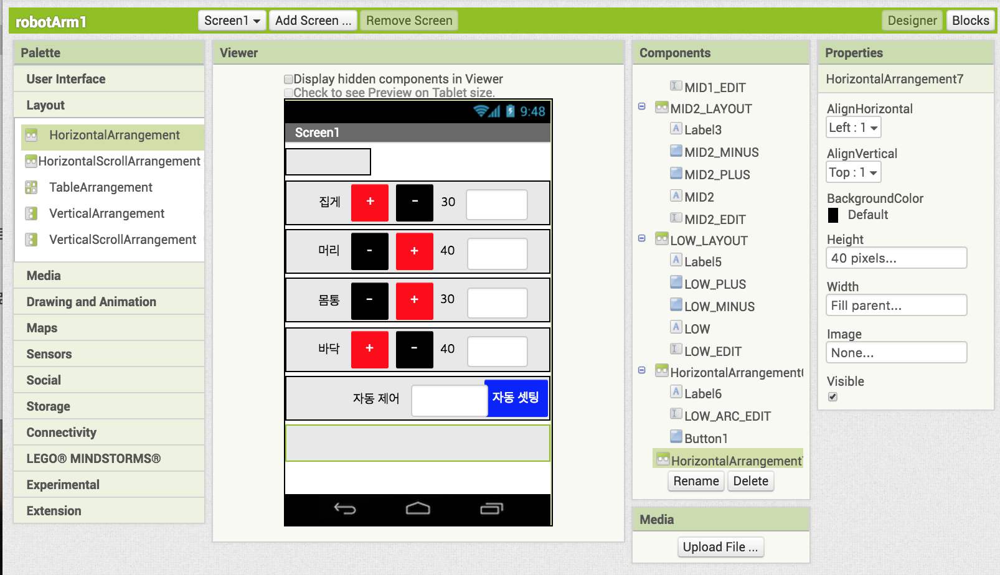 robotArm1
Screen1 Add Screen ... Remove Screen
Designer Blocks
Palette
User Interface
Layout
HorizontalArrangement
HorizontalScrollArrangement
TableArrangement
VerticalArrangement
VerticalScrollArrangement
Media
Drawing and Animation
Maps
Sensors
Social
Storage
Connectivity
LEGO® MINDSTORMS®
Experimental
Extension
Viewer
Display hidden components in Viewer
Check to see Preview on Tablet size.
9:48
Screen1
집게 + - 30
머리 - + 40
몸통 - + 30
바닥 + - 40
자동 제어 자동 셋팅
Components
MID1_EDIT
MID2_LAYOUT
Label3
MID2_MINUS
MID2_PLUS
MID2
MID2_EDIT
LOW_LAYOUT
Label5
LOW_PLUS
LOW_MINUS
LOW
LOW_EDIT
HorizontalArrangement
Label6
LOW_ARC_EDIT
Button1
HorizontalArrangement
Rename Delete
Media
Upload File ...
Properties
HorizontalArrangement7
AlignHorizontal
Left : 1
AlignVertical
Top : 1
BackgroundColor
Default
Height
40 pixels...
Width
Fill parent...
Image
None...
Visible